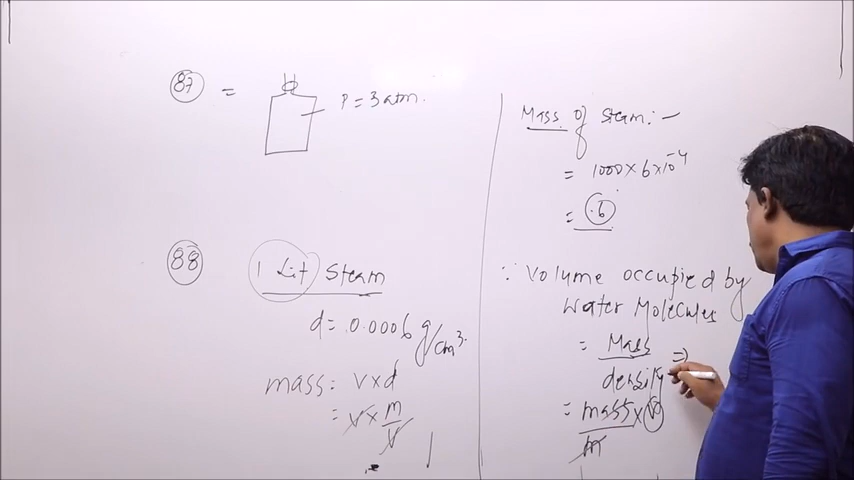 87 = P = 3 atm.
88 1 Lit Steam
d = .0.0006 g/cm3.
mass = v x d
= v x m/v
Mass of steam :-
= 1000 x 6 x 10-4
= .6
∵ Volume occupied by
Water Molecules
= Mass/density =>
= mass x v/m